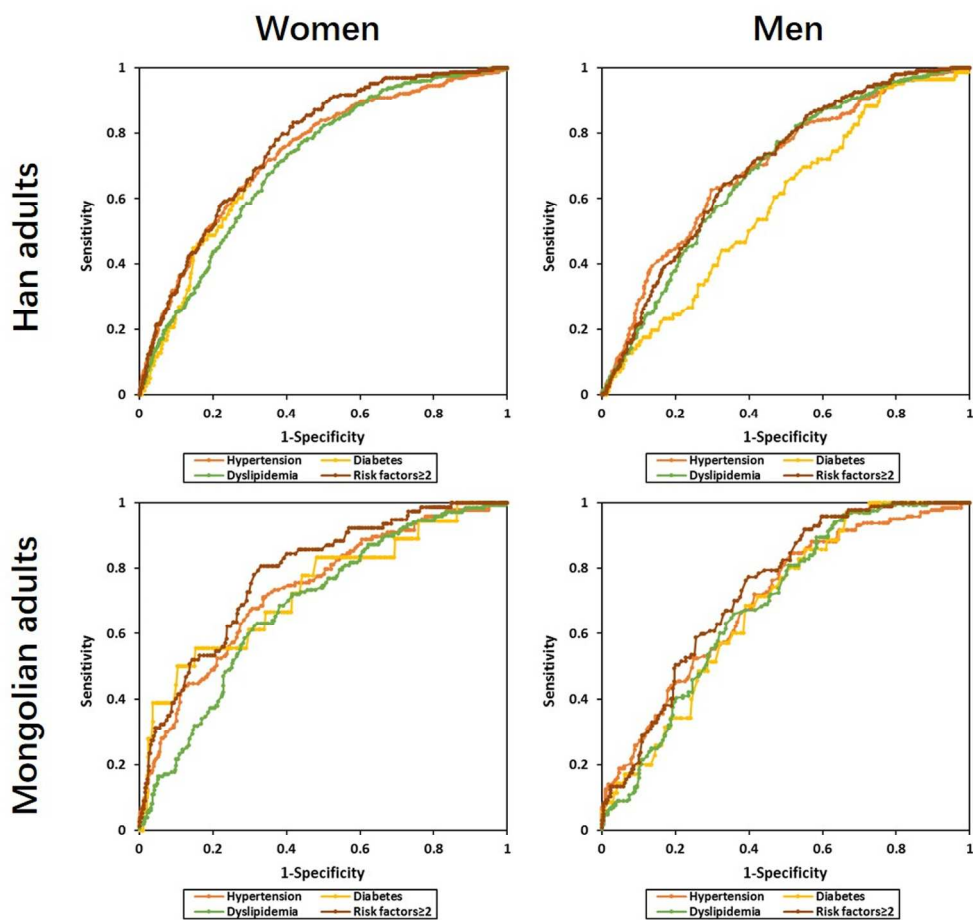 Women
Men
Han adults
Mongolian adults
1
0.8
0.6
0.4
0.2
0
Sensitivity
0 0.2 0.4 0.6 0.8 1
1-Specificity
Hypertension Diabetes
Dyslipidemia Risk factors≥2
1
0.8
0.6
0.4
0.2
0
Sensitivity
0 0.2 0.4 0.6 0.8 1
1-Specificity
Hypertension Diabetes
Dyslipidemia Risk factors≥2
1
0.8
0.6
0.4
0.2
0
Sensitivity
0 0.2 0.4 0.6 0.8 1
1-Specificity
Hypertension Diabetes
Dyslipidemia Risk factors≥2
1
0.8
0.6
0.4
0.2
0
Sensitivity
0 0.2 0.4 0.6 0.8 1
1-Specificity
Hypertension Diabetes
Dyslipidemia Risk factors≥2